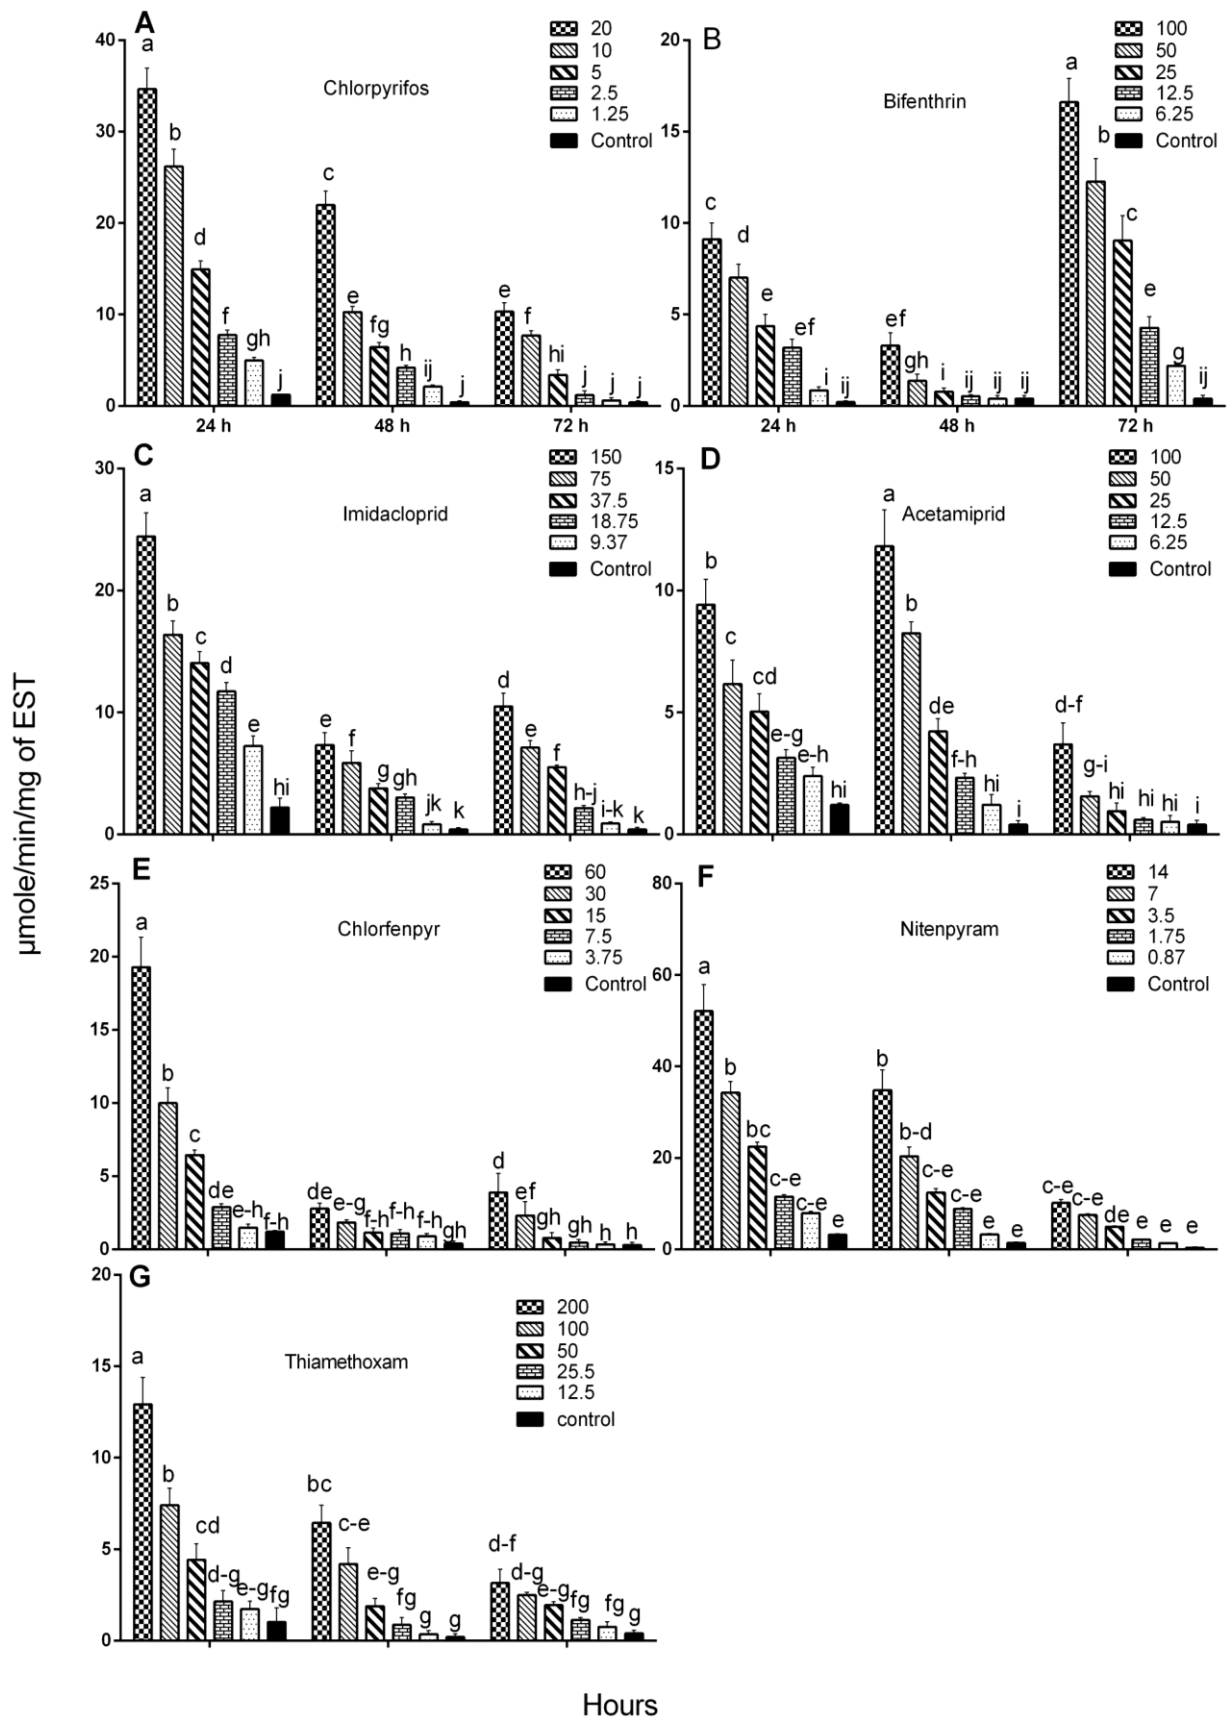 A
40
30
20
10
0
Chlorpyrifos
20
10
5
2.5
1.25
Control
a
b
d
f
gh
j
c
e
fg
h
ij
j
e
f
hi
j
j
j
24 h
48 h
72 h
B
20
15
10
5
0
Bifenthrin
100
50
25
12.5
6.25
Control
c
d
e
ef
i
ij
ef
gh
i
ij
ij
ij
a
b
c
e
g
ij
24 h
48 h
72 h
C
30
20
10
0
Imidacloprid
150
75
37.5
18.75
9.37
Control
a
b
c
d
e
hi
e
f
g
gh
jk
k
d
e
f
h-j
i-k
k
D
15
10
5
0
Acetamiprid
100
50
25
12.5
6.25
Control
b
c
cd
e-g
e-h
hi
a
b
de
f-h
hi
i
d-f
g-i
hi
hi
hi
i
µmole/min/mg of EST
E
25
20
15
10
5
0
Chlorfenpyr
60
30
15
7.5
3.75
Control
a
b
c
de
e-h
f-h
de
e-g
f-h
f-h
f-h
gh
d
ef
gh
gh
h
h
F
80
60
40
20
0
Nitenpyram
14
7
3.5
1.75
0.87
Control
a
b
bc
c-e
c-e
e
b
b-d
c-e
c-e
e
e
c-e
c-e
de
e
e
e
G
20
15
10
5
0
Thiamethoxam
200
100
50
25.5
12.5
control
a
b
cd
d-g
e-g
fg
bc
c-e
e-g
fg
g
g
d-f
d-g
e-g
fg
fg
g
Hours